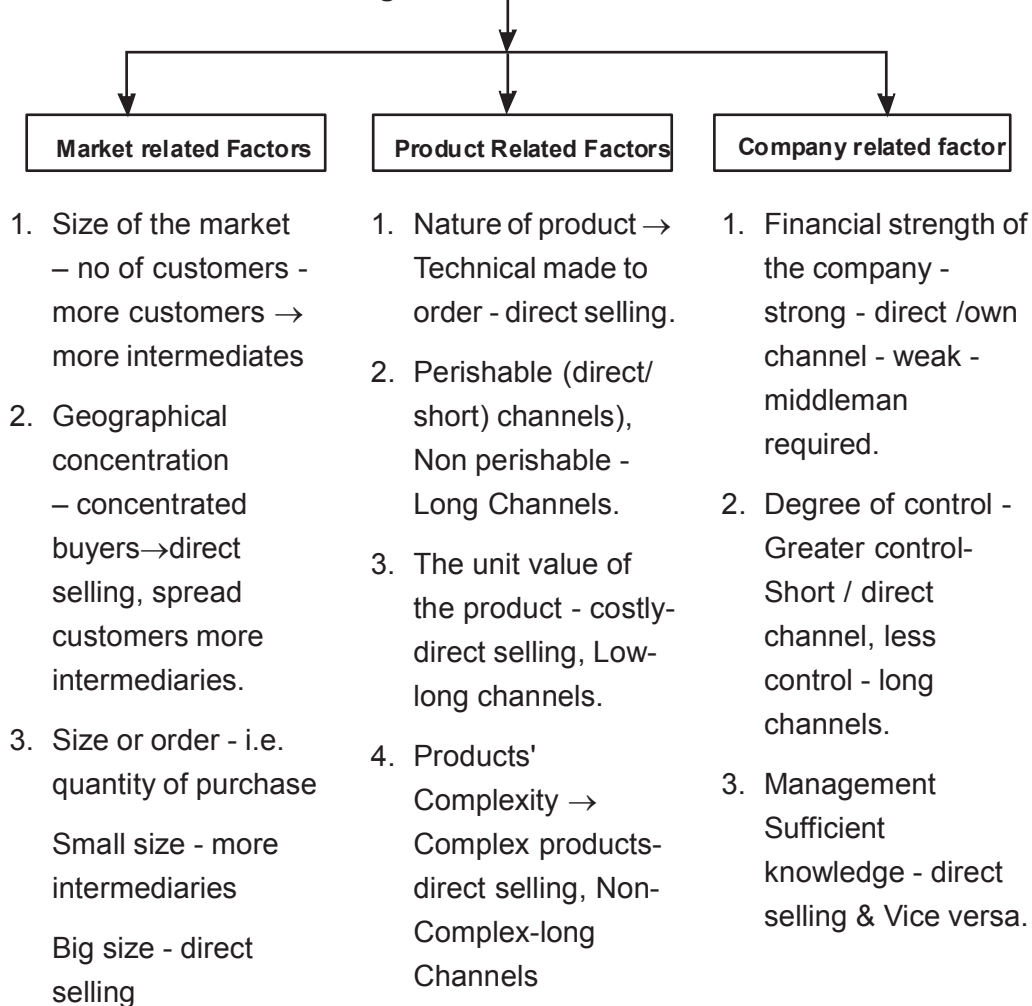 Market related Factors
1. Size of the market
– no of customers -
more customers →
more intermediates
2. Geographical
concentration
– concentrated
buyers→direct
selling, spread
customers more
intermediaries.
3. Size or order - i.e.
quantity of purchase
Small size - more
intermediaries
Big size - direct
selling
Product Related Factors
1. Nature of product →
Technical made to
order - direct selling.
2. Perishable (direct/
short) channels),
Non perishable -
Long Channels.
3. The unit value of
the product - costly-
direct selling, Low-
long channels.
4. Products'
Complexity →
Complex products-
direct selling, Non-
Complex-long
Channels
Company related factor
1. Financial strength of
the company -
strong - direct /own
channel - weak -
middleman
required.
2. Degree of control -
Greater control-
Short / direct
channel, less
control - long
channels.
3. Management
Sufficient
knowledge - direct
selling & Vice versa.